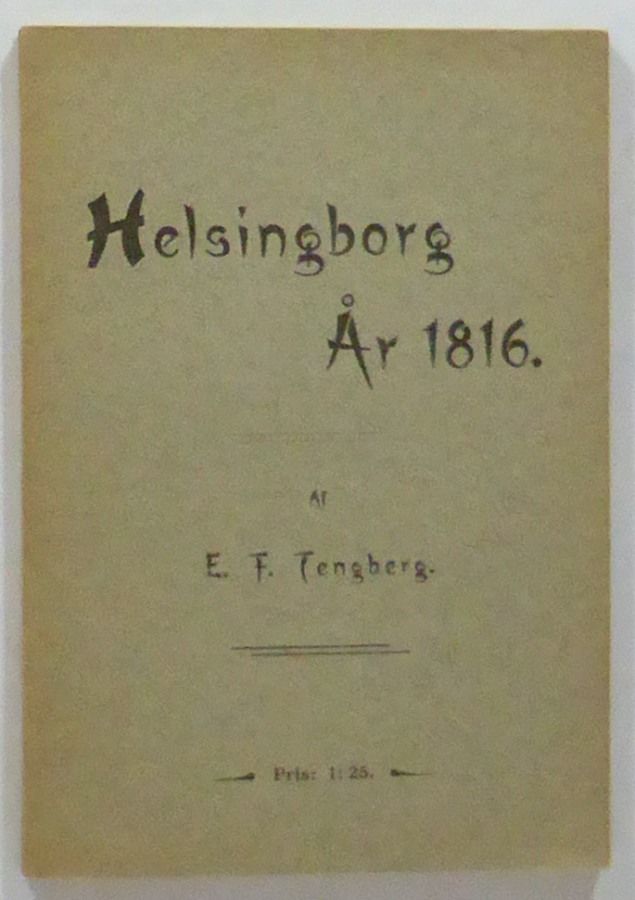 Helsingborg
År 1816.
AF
E. F. Tengberg.
Pris: 1: 25.